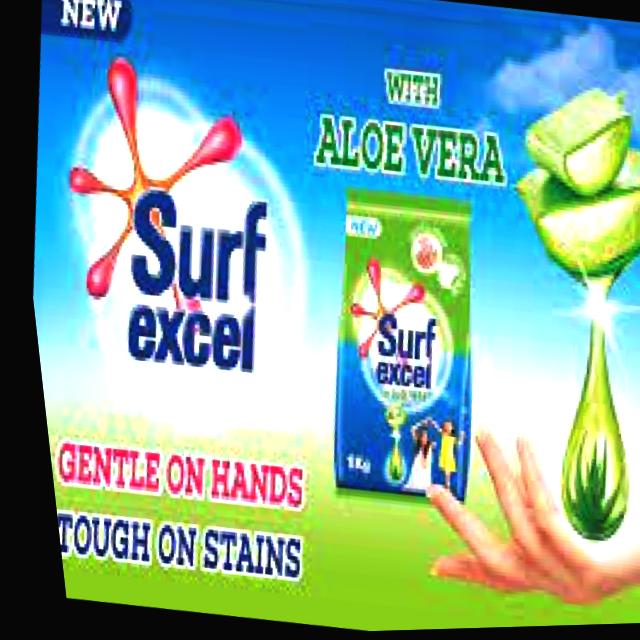 NEW
Surf
excel
GENTLE ON HANDS
TOUGH ON STAINS
WITH
ALOE VERA
NEW
Surf
excel
1Kg